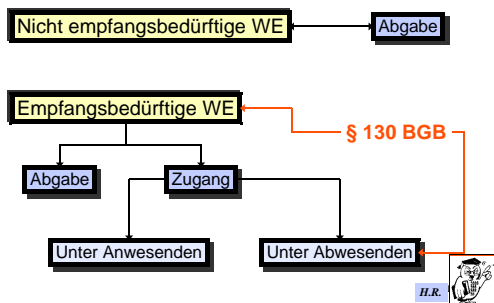 Nicht empfangsbedürftige WE
Abgabe
Empfangsbedürftige WE
§ 130 BGB
Abgabe
Zugang
Unter Anwesenden
Unter Abwesenden
H.R.